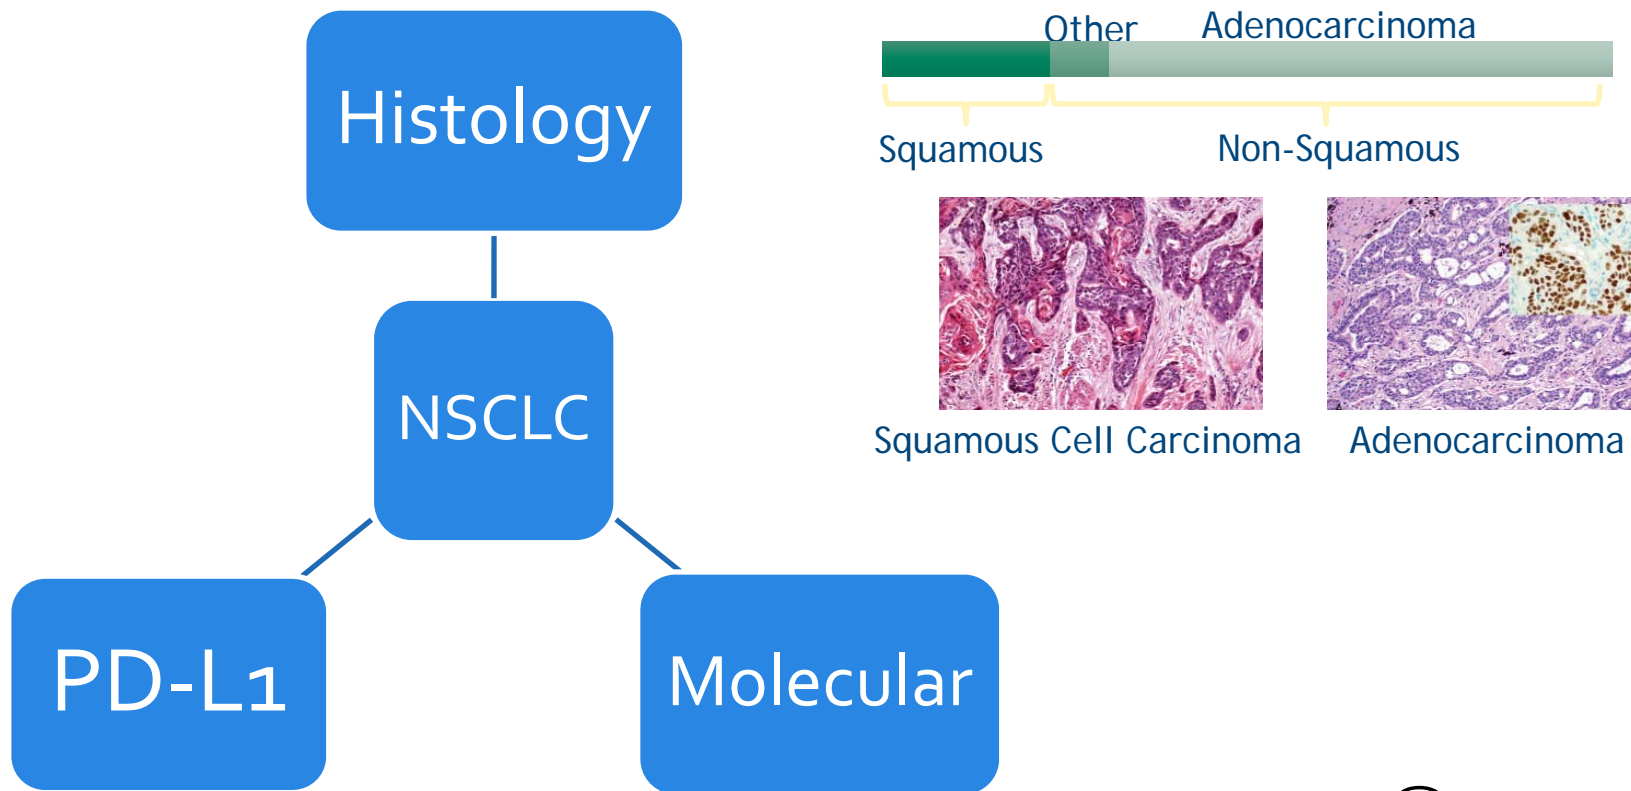 Histology
NSCLC
PD-L1
Molecular
Other
Adenocarcinoma
Squamous
Non-Squamous
Squamous Cell Carcinoma
Adenocarcinoma